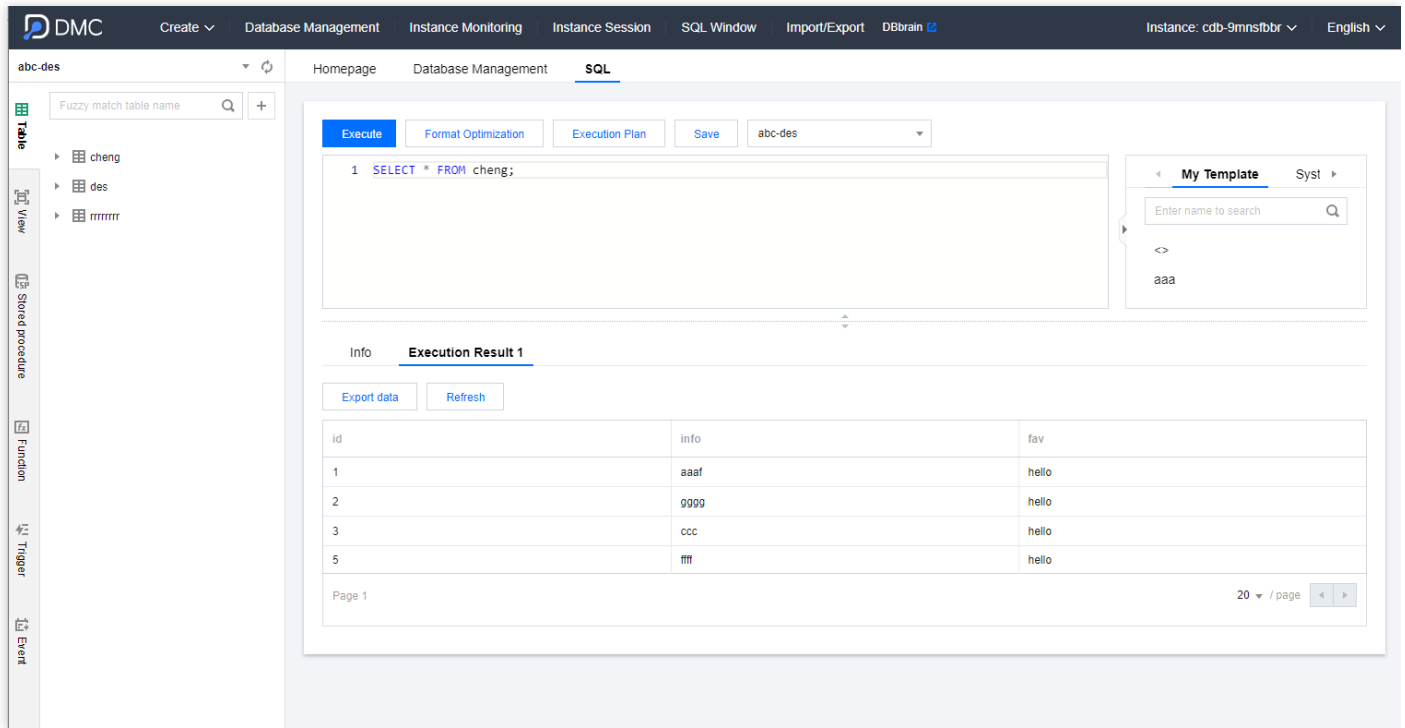 DMC Create Database Management Instance Monitoring Instance Session SQL Window Import/Export DBbrain Instance: cdb-9mnsfbbr English
abc-des
Homepage Database Management SQL
Table
Fuzzy match table name
cheng
des
rrrrrrrr
View
Stored procedure
Function
Trigger
Event
Execute Format Optimization Execution Plan Save abc-des
1 SELECT * FROM cheng;
My Template Syst
Enter name to search
<>
aaa
Info Execution Result 1
Export data Refresh
id info fav
1 aaaf hello
2 gggg hello
3 ccc hello
5 ffff hello
Page 1 20 / page